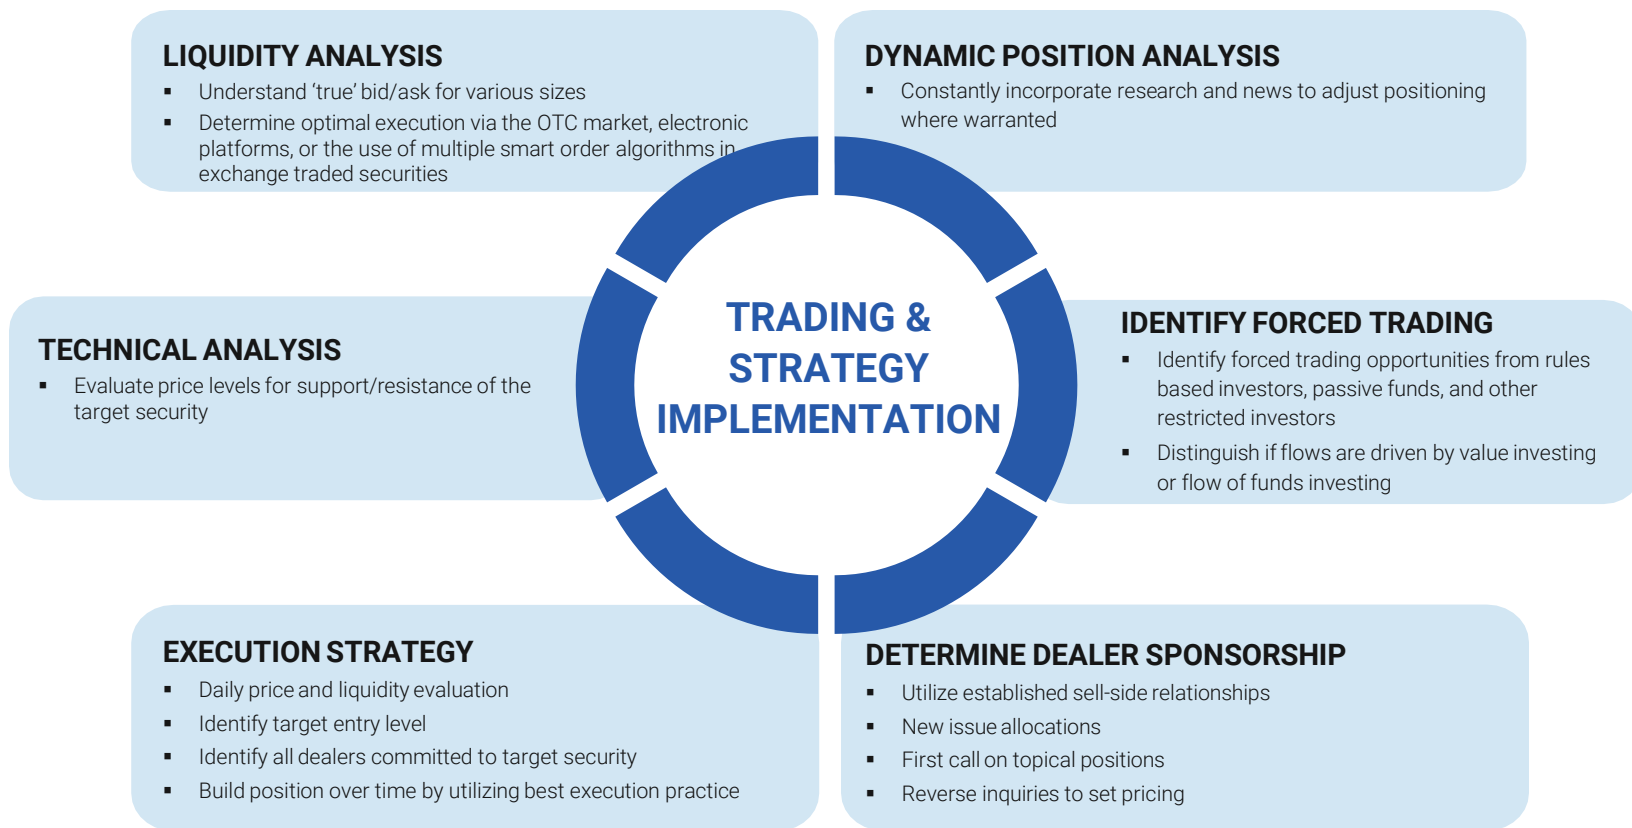 LIQUIDITY ANALYSIS
▪ Understand ‘true’ bid/ask for various sizes
▪ Determine optimal execution via the OTC market, electronic
platforms, or the use of multiple smart order algorithms in
exchange traded securities
DYNAMIC POSITION ANALYSIS
▪ Constantly incorporate research and news to adjust positioning
where warranted
TECHNICAL ANALYSIS
▪ Evaluate price levels for support/resistance of the
target security
TRADING &
STRATEGY
IMPLEMENTATION
IDENTIFY FORCED TRADING
▪ Identify forced trading opportunities from rules
based investors, passive funds, and other
restricted investors
▪ Distinguish if flows are driven by value investing
or flow of funds investing
EXECUTION STRATEGY
▪ Daily price and liquidity evaluation
▪ Identify target entry level
▪ Identify all dealers committed to target security
▪ Build position over time by utilizing best execution practice
DETERMINE DEALER SPONSORSHIP
▪ Utilize established sell-side relationships
▪ New issue allocations
▪ First call on topical positions
▪ Reverse inquiries to set pricing